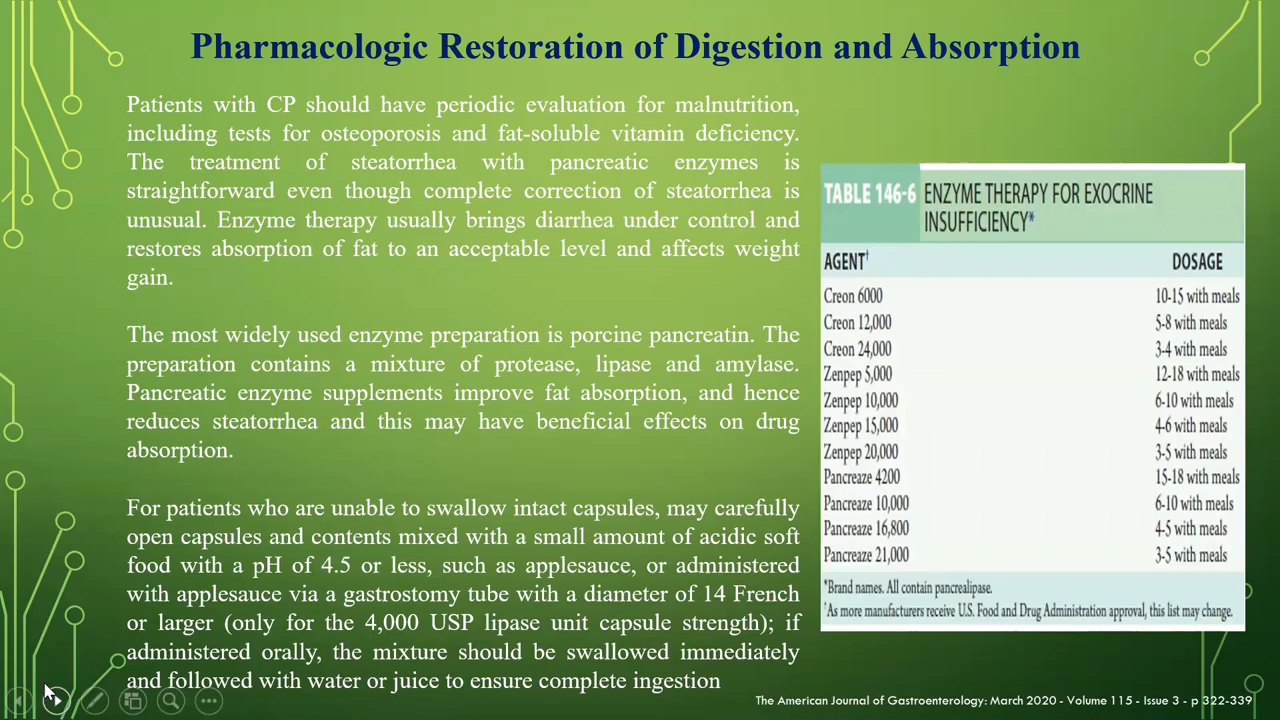 Pharmacologic Restoration of Digestion and Absorption
Patients with CP should have periodic evaluation for malnutrition,
including tests for osteoporosis and fat-soluble vitamin deficiency.
The treatment of steatorrhea with pancreatic enzymes is
straightforward even though complete correction of steatorrhea is
unusual. Enzyme therapy usually brings diarrhea under control and
restores absorption of fat to an acceptable level and affects weight
gain.
The most widely used enzyme preparation is porcine pancreatin. The
preparation contains a mixture of protease, lipase and amylase.
Pancreatic enzyme supplements improve fat absorption, and hence
reduces steatorrhea and this may have beneficial effects on drug
absorption.
For patients who are unable to swallow intact capsules, may carefully
open capsules and contents mixed with a small amount of acidic soft
food with a pH of 4.5 or less, such as applesauce, or administered
with applesauce via a gastrostomy tube with a diameter of 14 French
or larger (only for the 4,000 USP lipase unit capsule strength); if
administered orally, the mixture should be swallowed immediately
and followed with water or juice to ensure complete ingestion
TABLE 146-6 ENZYME THERAPY FOR EXOCRINE
INSUFFICIENCY*
AGENT† DOSAGE
Creon 6000 10-15 with meals
Creon 12,000 5-8 with meals
Creon 24,000 3-4 with meals
Zenpep 5,000 12-18 with meals
Zenpep 10,000 6-10 with meals
Zenpep 15,000 4-6 with meals
Zenpep 20,000 3-5 with meals
Pancreaze 4200 15-18 with meals
Pancreaze 10,000 6-10 with meals
Pancreaze 16,800 4-5 with meals
Pancreaze 21,000 3-5 with meals
*Brand names. All contain pancrealipase.
†As more manufacturers receive U.S. Food and Drug Administration approval, this list may change.
The American Journal of Gastroenterology: March 2020 - Volume 115 - Issue 3 - p 322-339